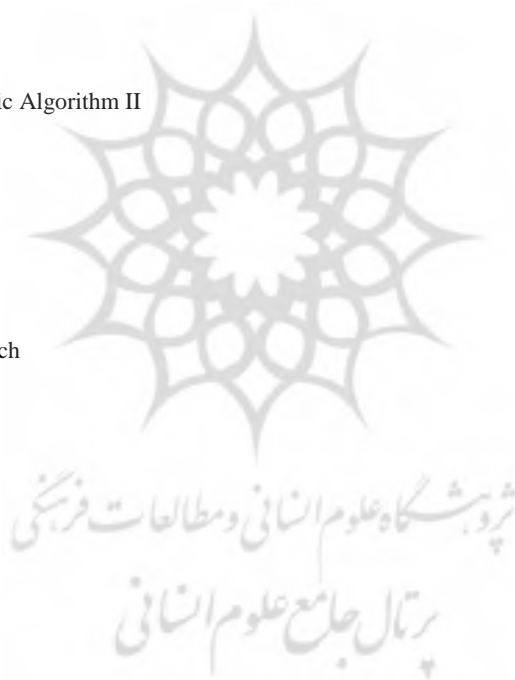 ic Algorithm II
ch
پژوهشگاه علوم انسانی و مطالعات فرهنگی
پرتال جامع علوم انسانی